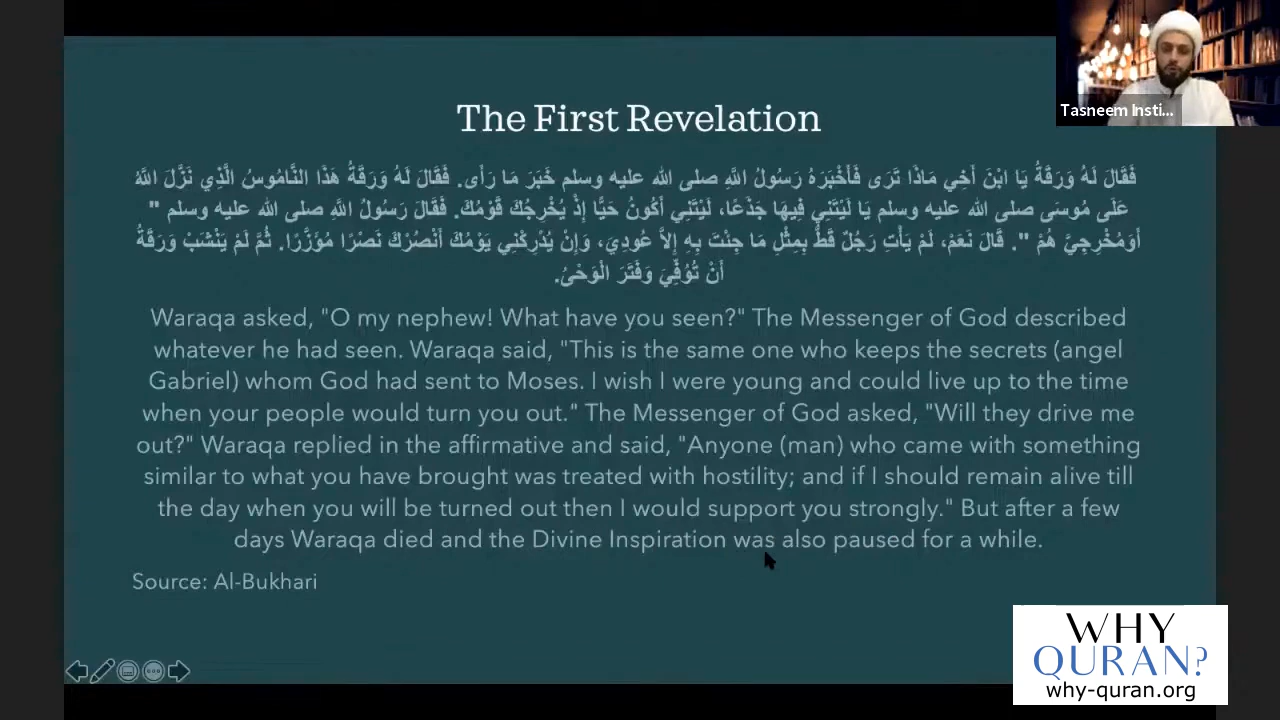 The First Revelation
Tasneem Insti...
فَقَالَ لَهُ وَرَقَةُ يَا ابْنَ أَخِي مَاذَا تَرَى فَأَخْبَرَهُ رَسُولُ اللَّهِ صلى الله عليه وسلم خَبَرَ مَا رَأَى. فَقَالَ لَهُ وَرَقَةُ هَذَا النَّامُوسُ الَّذِي نَزَّلَ اللَّهُ
عَلَى مُوسَى صلى الله عليه وسلم يَا لَيْتَنِي فِيهَا جَذَعًا، لَيْتَنِي أَكُونُ حَيًّا إِذْ يُخْرِجُكَ قَوْمُكَ. فَقَالَ رَسُولُ اللَّهِ صلى الله عليه وسلم "
أَوَمُخْرِجِيَّ هُمْ ". قَالَ نَعَمْ، لَمْ يَأْتِ رَجُلٌ قَطُّ بِمِثْلِ مَا جِئْتَ بِهِ إِلاَّ عُودِيَ، وَإِنْ يُدْرِكْنِي يَوْمُكَ أَنْصُرْكَ نَصْرًا مُؤَزَّرًا. ثُمَّ لَمْ يَنْشَبْ وَرَقَةُ
أَنْ تُوُفِّيَ وَفَتَرَ الْوَحْىُ.
Waraqa asked, "O my nephew! What have you seen?" The Messenger of God described
whatever he had seen. Waraqa said, "This is the same one who keeps the secrets (angel
Gabriel) whom God had sent to Moses. I wish I were young and could live up to the time
when your people would turn you out." The Messenger of God asked, "Will they drive me
out?" Waraqa replied in the affirmative and said, "Anyone (man) who came with something
similar to what you have brought was treated with hostility; and if I should remain alive till
the day when you will be turned out then I would support you strongly." But after a few
days Waraqa died and the Divine Inspiration was also paused for a while.
Source: Al-Bukhari
WHY
QURAN?
why-quran.org